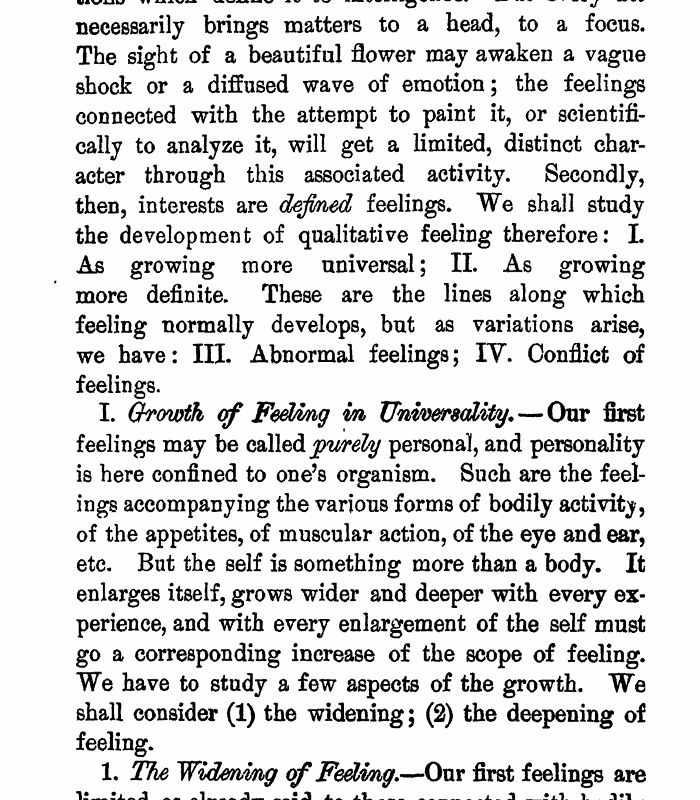 necessarily brings matters to a head, to a focus.
The sight of a beautiful flower may awaken a vague
shock or a diffused wave of emotion; the feelings
connected with the attempt to paint it, or scientifi-
cally to analyze it, will get a limited, distinct char-
acter through this associated activity. Secondly,
then, interests are defined feelings. We shall study
the development of qualitative feeling therefore: I.
As growing more universal; II. As growing
more definite. These are the lines along which
feeling normally develops, but as variations arise,
we have: III. Abnormal feelings; IV. Conflict of
feelings.
I. Growth of Feeling in Universality.—Our first
feelings may be called purely personal, and personality
is here confined to one's organism. Such are the feel-
ings accompanying the various forms of bodily activity,
of the appetites, of muscular action, of the eye and ear,
etc. But the self is something more than a body. It
enlarges itself, grows wider and deeper with every ex-
perience, and with every enlargement of the self must
go a corresponding increase of the scope of feeling.
We have to study a few aspects of the growth. We
shall consider (1) the widening; (2) the deepening of
feeling.
1. The Widening of Feeling.—Our first feelings are